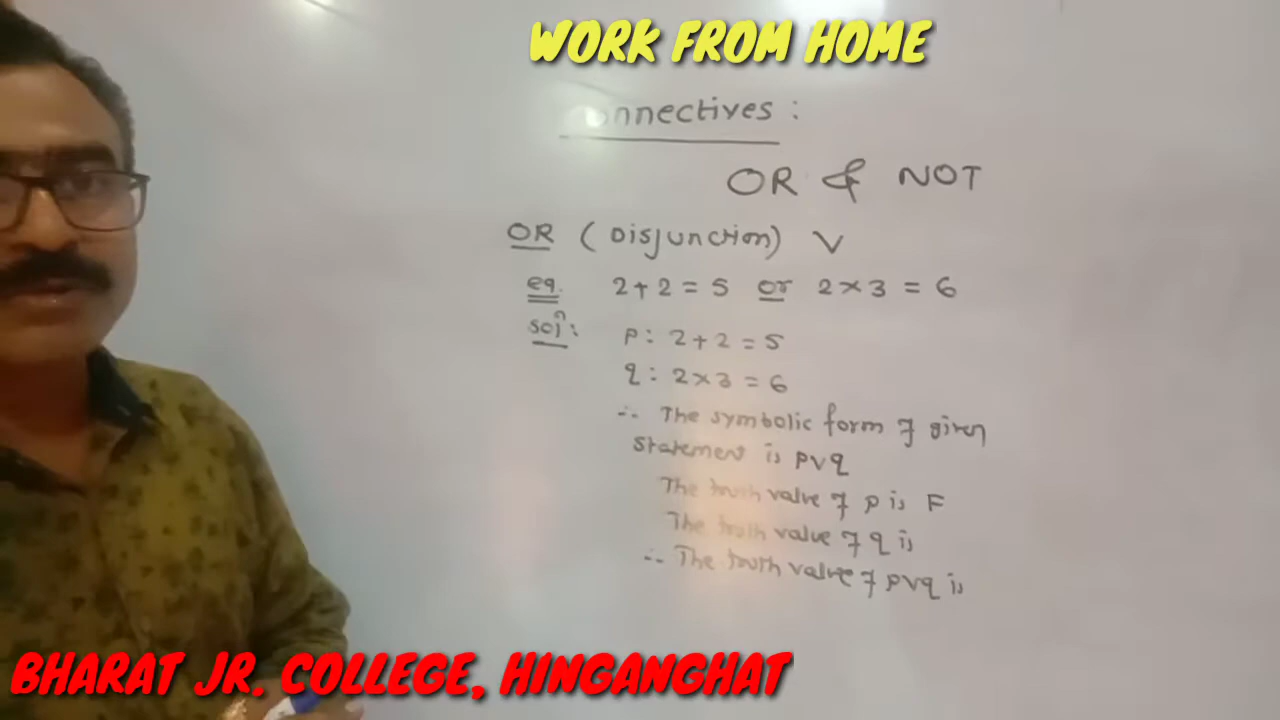 WORK FROM HOME
onnectives :
OR & NOT
OR ( Disjunction) ∨
eg. 2+2=5 or 2×3=6
solⁿ: p: 2+2=5
q: 2×3=6
∴ The symbolic form of given
statement is p∨q
The truth value of p is F
The truth value of q is
∴ The truth value of p∨q is
BHARAT JR. COLLEGE, HINGANGHAT